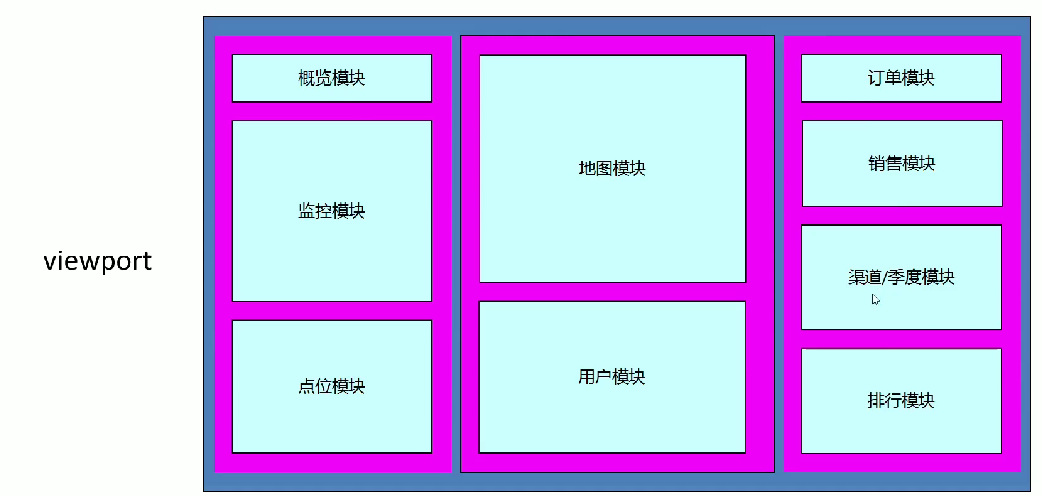 viewport
概览模块
监控模块
点位模块
地图模块
用户模块
订单模块
销售模块
渠道/季度模块
排行模块